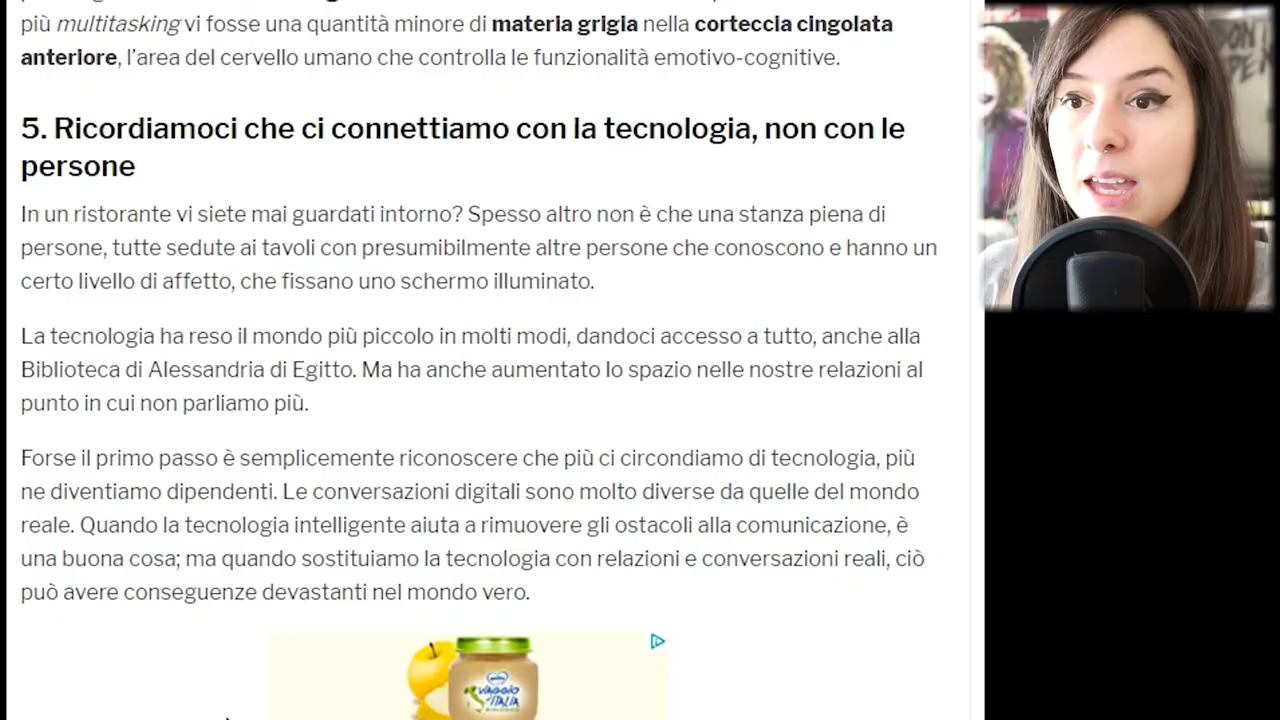 più multitasking vi fosse una quantità minore di materia grigia nella corteccia cingolata
anteriore, l'area del cervello umano che controlla le funzionalità emotivo-cognitive.
5. Ricordiamoci che ci connettiamo con la tecnologia, non con le
persone
In un ristorante vi siete mai guardati intorno? Spesso altro non è che una stanza piena di
persone, tutte sedute ai tavoli con presumibilmente altre persone che conoscono e hanno un
certo livello di affetto, che fissano uno schermo illuminato.
La tecnologia ha reso il mondo più piccolo in molti modi, dandoci accesso a tutto, anche alla
Biblioteca di Alessandria di Egitto. Ma ha anche aumentato lo spazio nelle nostre relazioni al
punto in cui non parliamo più.
Forse il primo passo è semplicemente riconoscere che più ci circondiamo di tecnologia, più
ne diventiamo dipendenti. Le conversazioni digitali sono molto diverse da quelle del mondo
reale. Quando la tecnologia intelligente aiuta a rimuovere gli ostacoli alla comunicazione, è
una buona cosa; ma quando sostituiamo la tecnologia con relazioni e conversazioni reali, ciò
può avere conseguenze devastanti nel mondo vero.
VIAGGIO
d'ITALIA